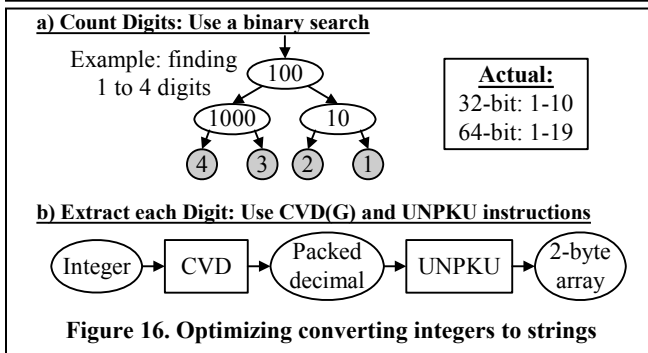 a) Count Digits: Use a binary search
Example: finding
1 to 4 digits
100
1000
10
4
3
2
1
Actual:
32-bit: 1-10
64-bit: 1-19
b) Extract each Digit: Use CVD(G) and UNPKU instructions
Integer
CVD
Packed
decimal
UNPKU
2-byte
array
Figure 16. Optimizing converting integers to strings